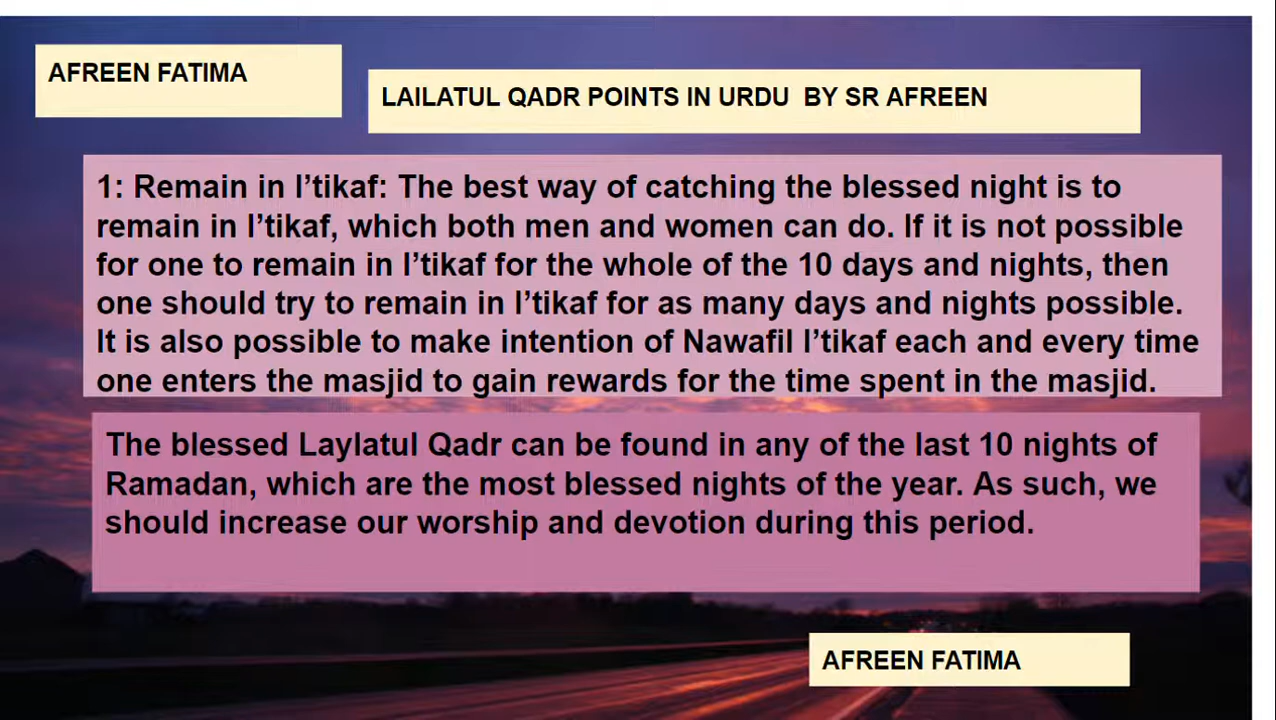 AFREEN FATIMA
LAILATUL QADR POINTS IN URDU  BY SR AFREEN
1: Remain in I’tikaf: The best way of catching the blessed night is to
remain in I’tikaf, which both men and women can do. If it is not possible
for one to remain in I’tikaf for the whole of the 10 days and nights, then
one should try to remain in I’tikaf for as many days and nights possible.
It is also possible to make intention of Nawafil I’tikaf each and every time
one enters the masjid to gain rewards for the time spent in the masjid.
The blessed Laylatul Qadr can be found in any of the last 10 nights of
Ramadan, which are the most blessed nights of the year. As such, we
should increase our worship and devotion during this period.
AFREEN FATIMA